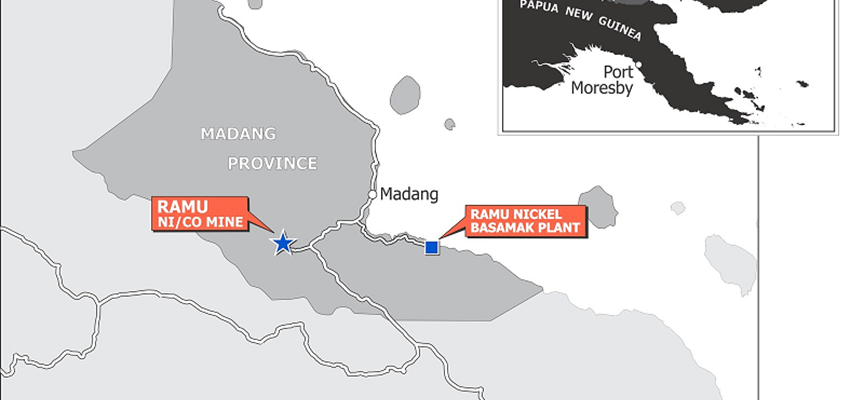 PAPUA NEW GUINEA
Port
Moresby
MADANG
PROVINCE
Madang
RAMU
NI/CO MINE
RAMU NICKEL
BASAMAK PLANT